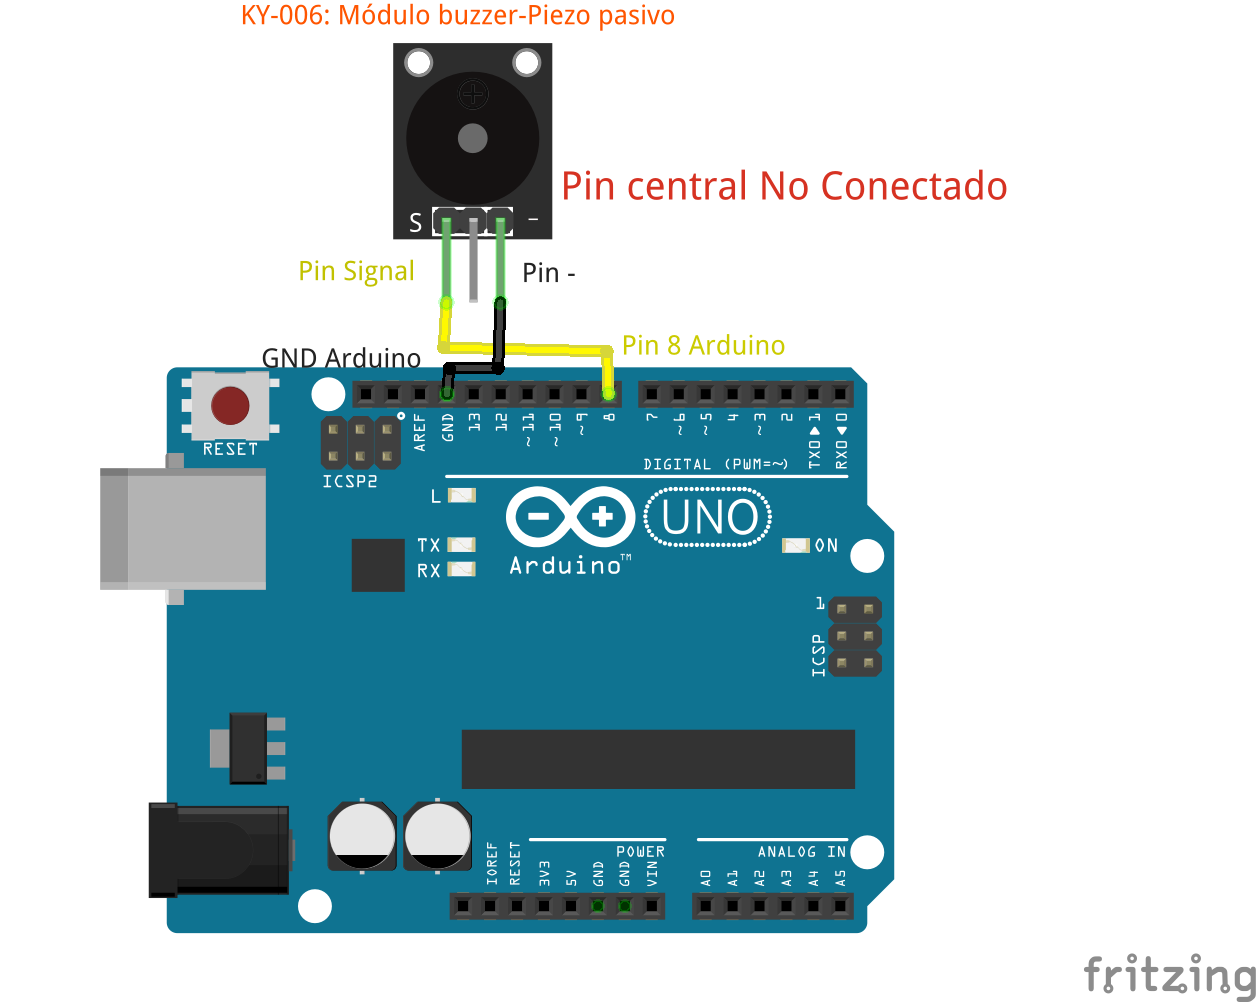 KY-006: Módulo buzzer-Piezo pasivo
Pin central No Conectado
S
−
Pin Signal
Pin -
Pin 8 Arduino
GND Arduino
RESET
ICSP2
AREF
GND
13
12
~11
~10
~9
8
7
~6
~5
4
~3
2
TX0▶1
RX0◀0
DIGITAL (PWM=~)
L
TX
RX
UNO
Arduino™
ON
1
ICSP
POWER
ANALOG IN
IOREF
RESET
3V3
5V
GND
GND
VIN
A0
A1
A2
A3
A4
A5
fritzing